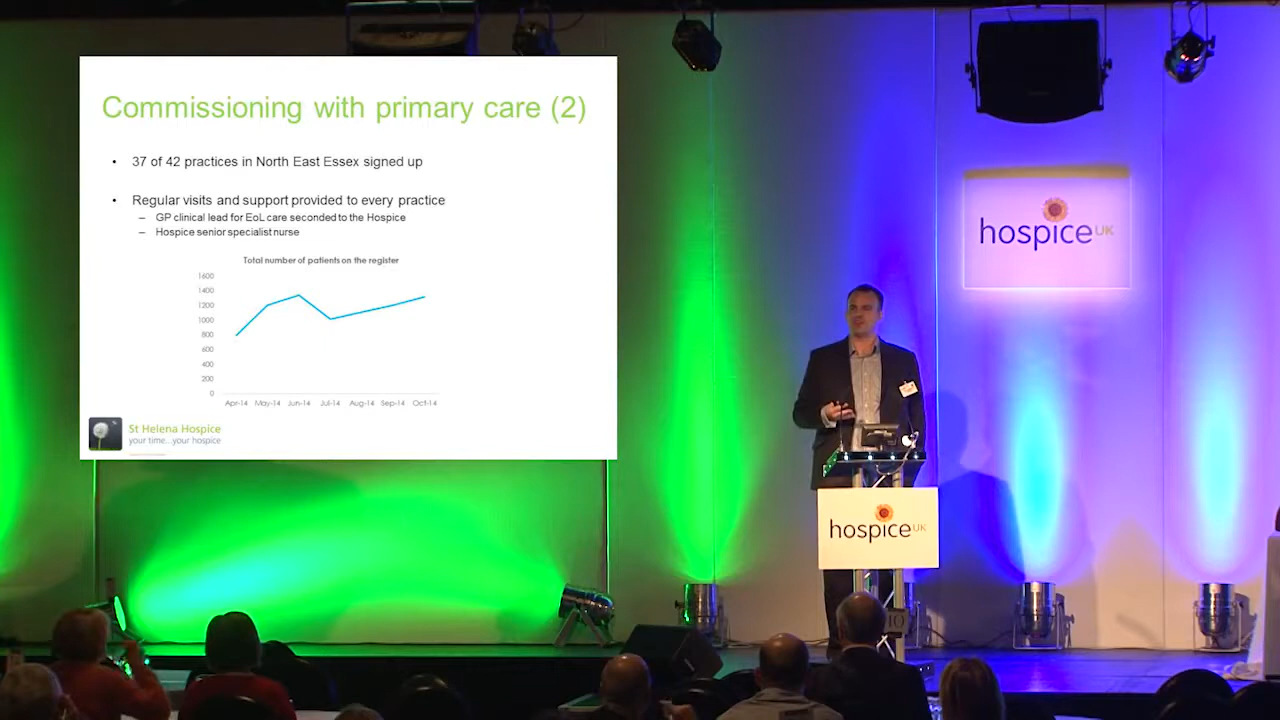 Commissioning with primary care (2)
• 37 of 42 practices in North East Essex signed up
• Regular visits and support provided to every practice
– GP clinical lead for EoL care seconded to the Hospice
– Hospice senior specialist nurse
Total number of patients on the register
1600
1400
1200
1000
800
600
400
200
0
Apr-14 May-14 Jun-14 Jul-14 Aug-14 Sep-14 Oct-14
St Helena Hospice
your time...your hospice
hospice UK
hospice UK
10